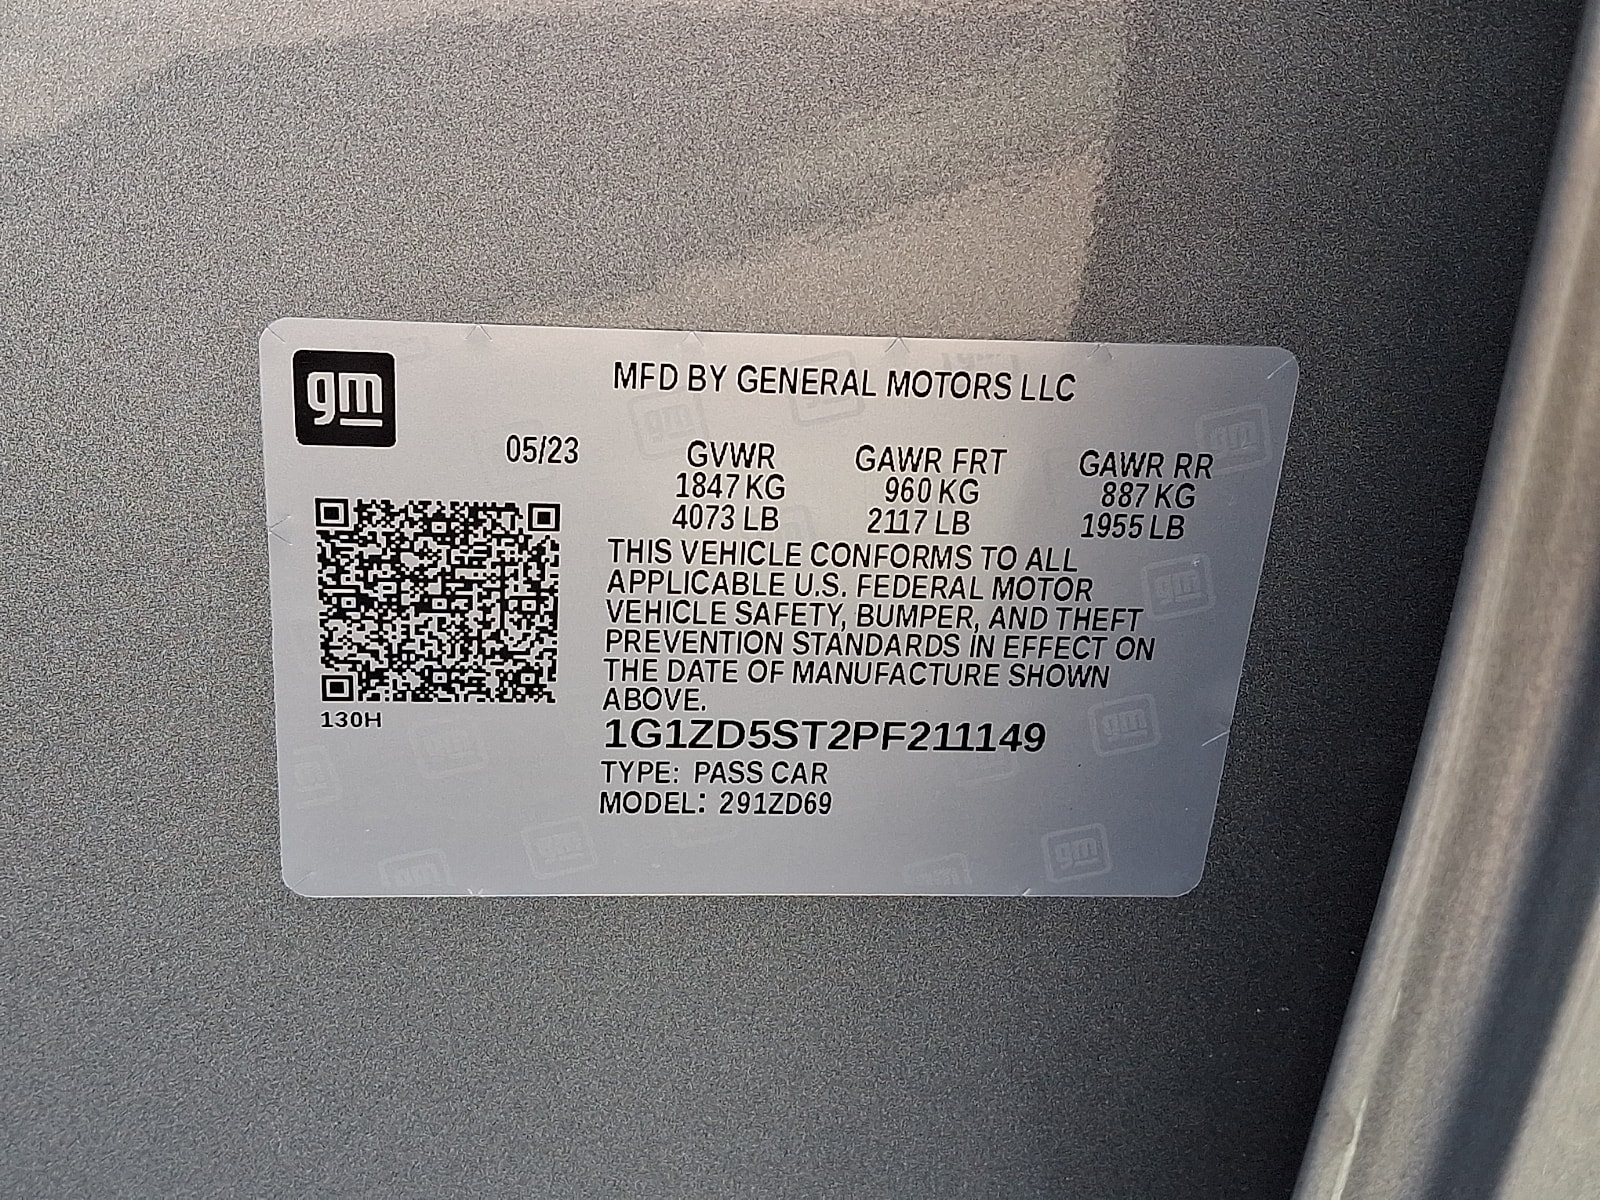 gm
MFD BY GENERAL MOTORS LLC
05/23 GVWR GAWR FRT GAWR RR
1847 KG 960 KG 887 KG
4073 LB 2117 LB 1955 LB
THIS VEHICLE CONFORMS TO ALL
APPLICABLE U.S. FEDERAL MOTOR
VEHICLE SAFETY, BUMPER, AND THEFT
PREVENTION STANDARDS IN EFFECT ON
THE DATE OF MANUFACTURE SHOWN
ABOVE.
130H
1G1ZD5ST2PF211149
TYPE: PASS CAR
MODEL: 291ZD69